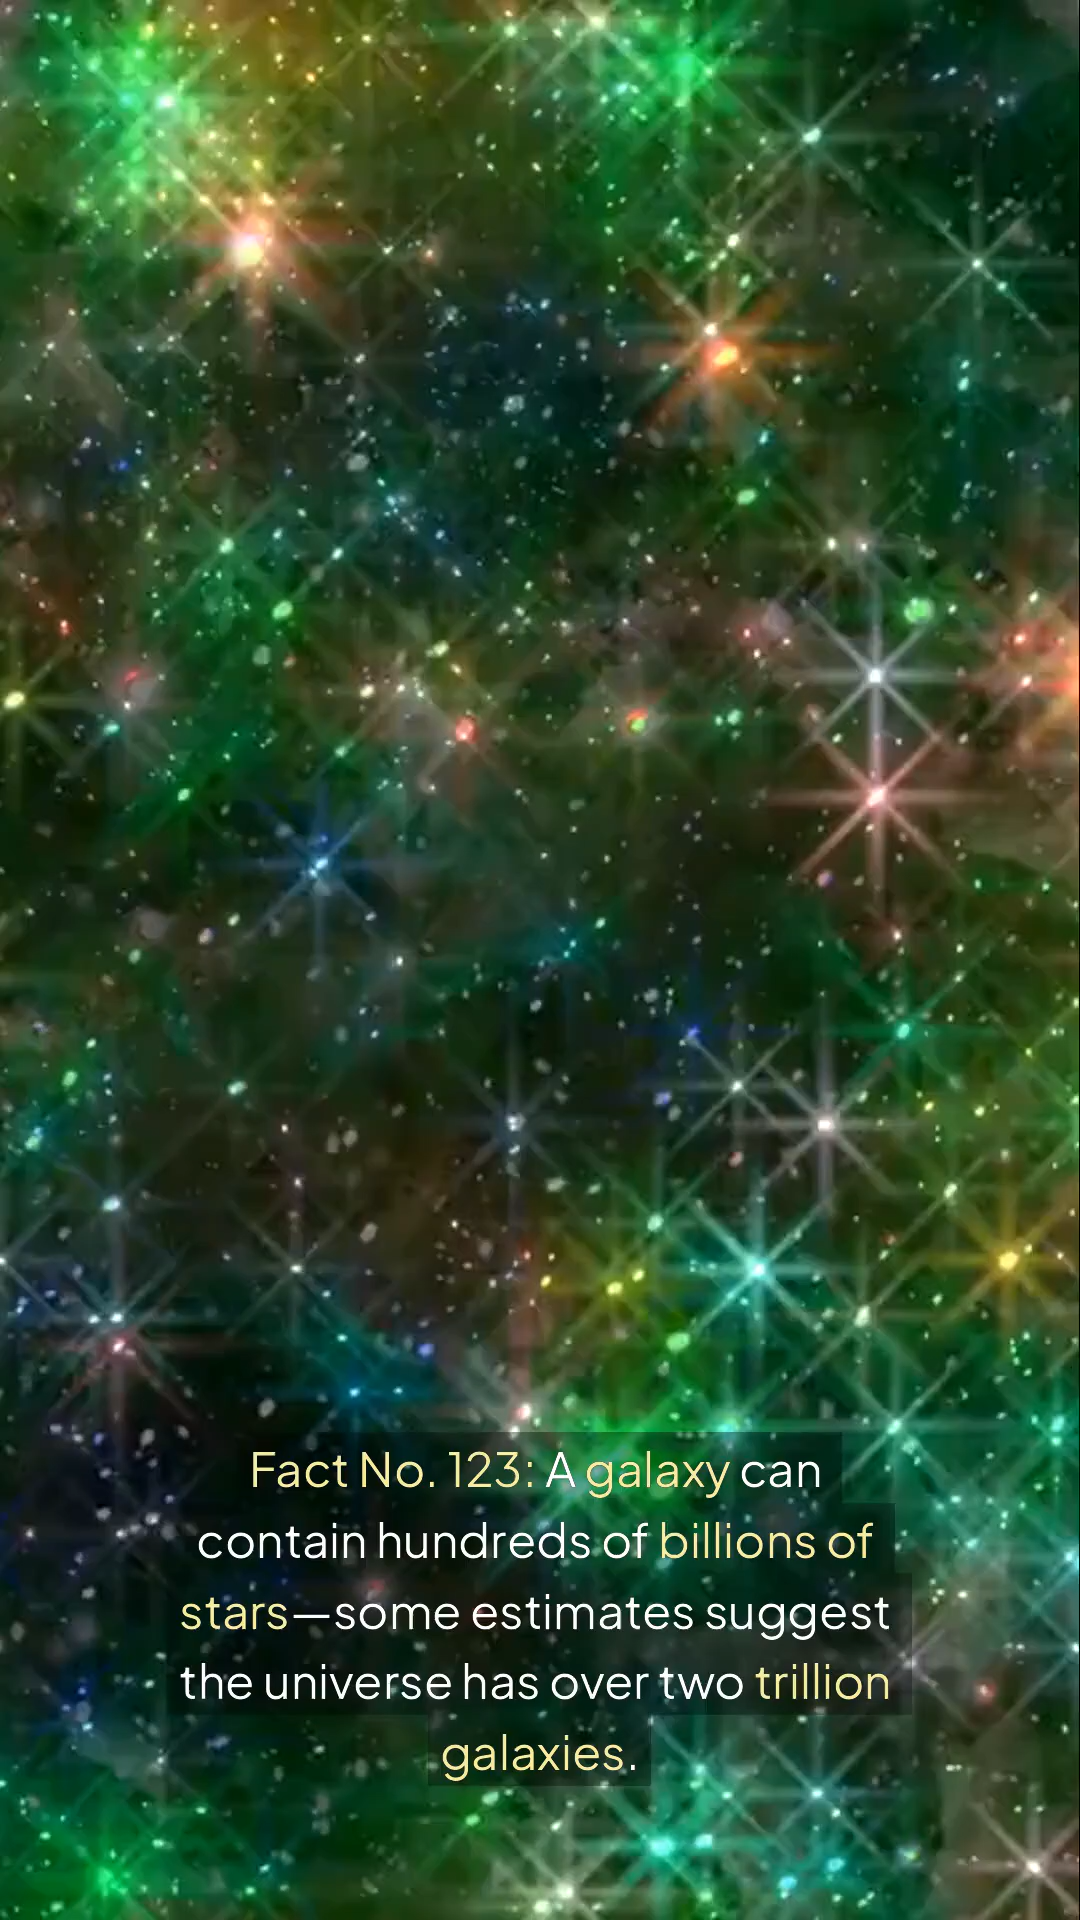 Fact No. 123: A galaxy can
contain hundreds of billions of
stars—some estimates suggest
the universe has over two trillion
galaxies.